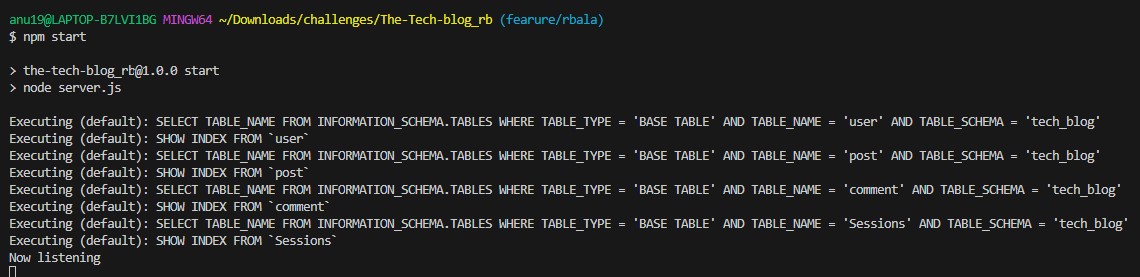 anu19@LAPTOP-B7LVI1BG MINGW64 ~/Downloads/challenges/The-Tech-blog_rb (fearure/rbala)
$ npm start
> the-tech-blog_rb@1.0.0 start
> node server.js
Executing (default): SELECT TABLE_NAME FROM INFORMATION_SCHEMA.TABLES WHERE TABLE_TYPE = 'BASE TABLE' AND TABLE_NAME = 'user' AND TABLE_SCHEMA = 'tech_blog'
Executing (default): SHOW INDEX FROM `user`
Executing (default): SELECT TABLE_NAME FROM INFORMATION_SCHEMA.TABLES WHERE TABLE_TYPE = 'BASE TABLE' AND TABLE_NAME = 'post' AND TABLE_SCHEMA = 'tech_blog'
Executing (default): SHOW INDEX FROM `post`
Executing (default): SELECT TABLE_NAME FROM INFORMATION_SCHEMA.TABLES WHERE TABLE_TYPE = 'BASE TABLE' AND TABLE_NAME = 'comment' AND TABLE_SCHEMA = 'tech_blog'
Executing (default): SHOW INDEX FROM `comment`
Executing (default): SELECT TABLE_NAME FROM INFORMATION_SCHEMA.TABLES WHERE TABLE_TYPE = 'BASE TABLE' AND TABLE_NAME = 'Sessions' AND TABLE_SCHEMA = 'tech_blog'
Executing (default): SHOW INDEX FROM `Sessions`
Now listening